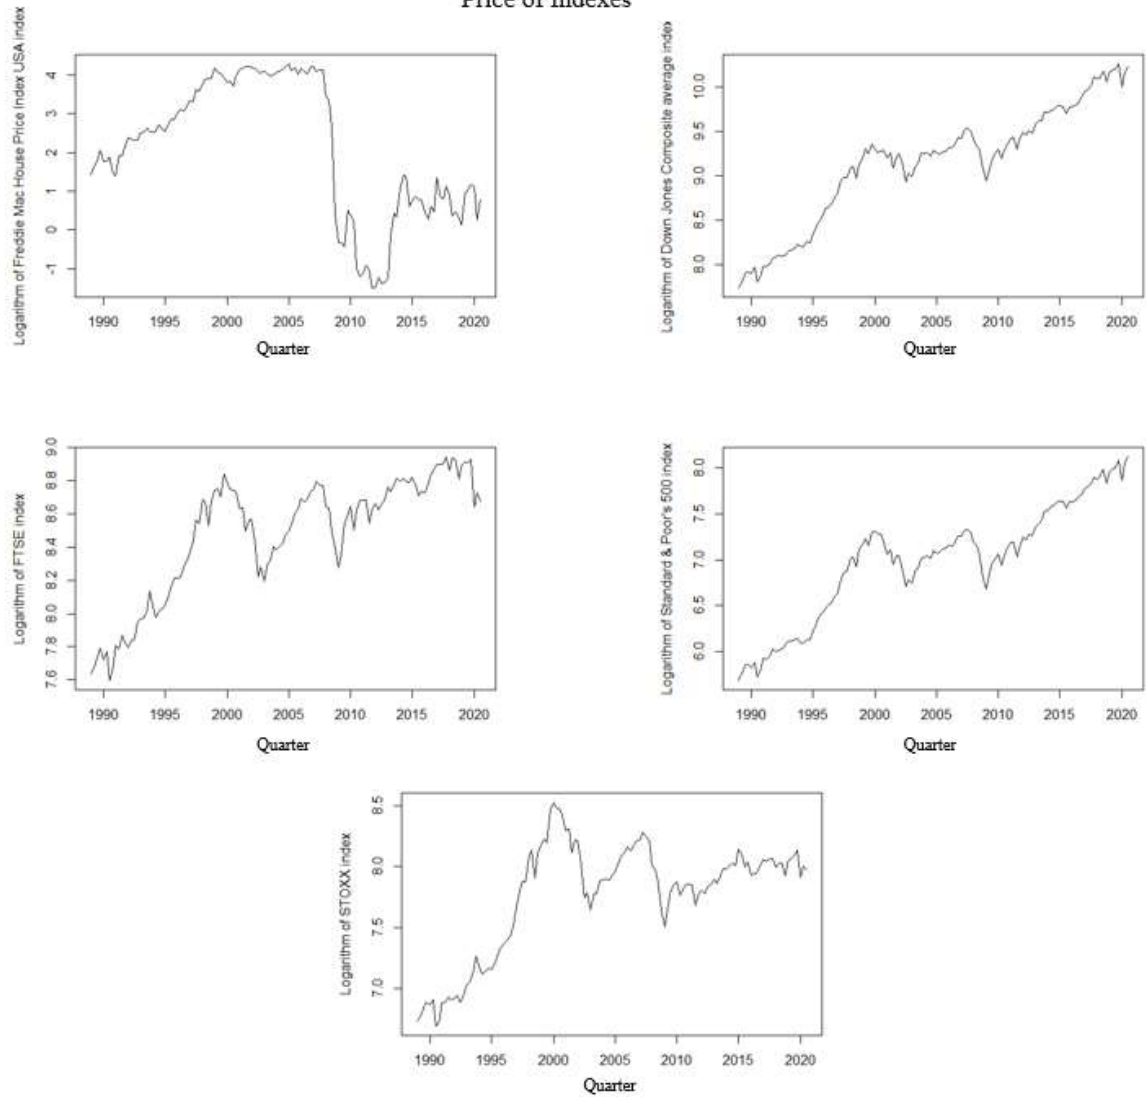 Price of Indexes
Logarithm of Freddie Mac House Price Index USA index
4
3
2
1
0
-1
1990 1995 2000 2005 2010 2015 2020
Quarter
Logarithm of Down Jones Composite average index
10.0
9.5
9.0
8.5
8.0
1990 1995 2000 2005 2010 2015 2020
Quarter
Logarithm of FTSE index
9.0
8.8
8.6
8.4
8.2
8.0
7.8
7.6
1990 1995 2000 2005 2010 2015 2020
Quarter
Logarithm of Standard & Poor's 500 index
8.0
7.5
7.0
6.5
6.0
1990 1995 2000 2005 2010 2015 2020
Quarter
Logarithm of STOXX index
8.5
8.0
7.5
7.0
1990 1995 2000 2005 2010 2015 2020
Quarter